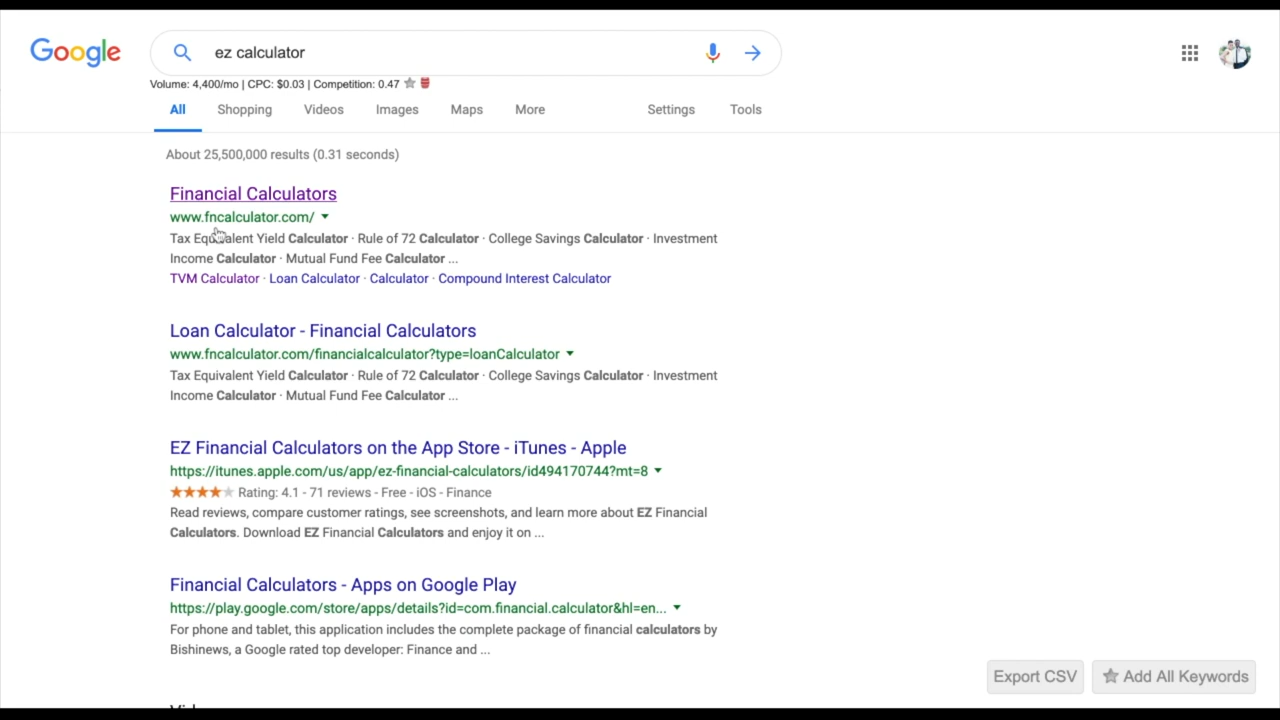 Google
ez calculator
Volume: 4,400/mo | CPC: $0.03 | Competition: 0.47
All Shopping Videos Images Maps More Settings Tools
About 25,500,000 results (0.31 seconds)
Financial Calculators
www.fncalculator.com/
Tax Equivalent Yield Calculator · Rule of 72 Calculator · College Savings Calculator · Investment
Income Calculator · Mutual Fund Fee Calculator ...
TVM Calculator · Loan Calculator · Calculator · Compound Interest Calculator
Loan Calculator - Financial Calculators
www.fncalculator.com/financialcalculator?type=loanCalculator
Tax Equivalent Yield Calculator · Rule of 72 Calculator · College Savings Calculator · Investment
Income Calculator · Mutual Fund Fee Calculator ...
EZ Financial Calculators on the App Store - iTunes - Apple
https://itunes.apple.com/us/app/ez-financial-calculators/id494170744?mt=8
Rating: 4.1 - 71 reviews - Free - iOS - Finance
Read reviews, compare customer ratings, see screenshots, and learn more about EZ Financial
Calculators. Download EZ Financial Calculators and enjoy it on ...
Financial Calculators - Apps on Google Play
https://play.google.com/store/apps/details?id=com.financial.calculator&hl=en...
For phone and tablet, this application includes the complete package of financial calculators by
Bishinews, a Google rated top developer: Finance and ...
Export CSV Add All Keywords